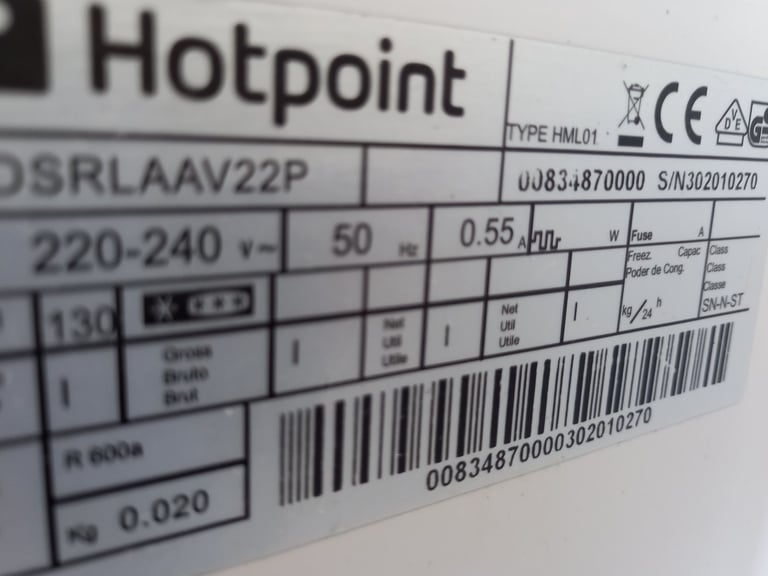 Hotpoint
TYPE HML01
DVE
DSRLAAV22P
00834870000 S/N302010270
220-240 V~ 50 Hz 0.55 A W Fuse A
Freez. Capac
Poder de Cong.
kg/24 h
Class
Class
Classe
SN-N-ST
130
Gross
Bruto
Brut
l
l
Net
Util
Utile
l
Net
Util
Utile
l
R 600a
Kg 0.020
00834870000302010270